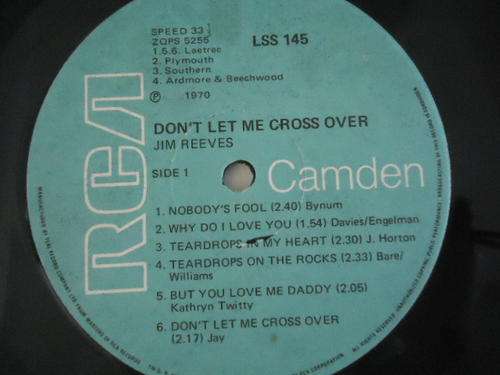 SPEED 33⅓
ZQPS 5255
1.5.6. Laetrec
2. Plymouth
3. Southern
4. Ardmore & Beechwood
Ⓟ 1970
LSS 145
RCA
DON'T LET ME CROSS OVER
JIM REEVES
SIDE 1
Camden
1. NOBODY'S FOOL (2.40) Bynum
2. WHY DO I LOVE YOU (1.54) Davies/Engelman
3. TEARDROPS IN MY HEART (2.30) J. Horton
4. TEARDROPS ON THE ROCKS (2.33) Bare/
Williams
5. BUT YOU LOVE ME DADDY (2.05)
Kathryn Twitty
6. DON'T LET ME CROSS OVER
(2.17) Jay